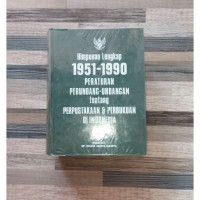 Himpunan Lengkap
1951-1990
PERATURAN
PERUNDANG-UNDANGAN
tentang
PERPUSTAKAAN & PERBUKUAN
DI INDONESIA